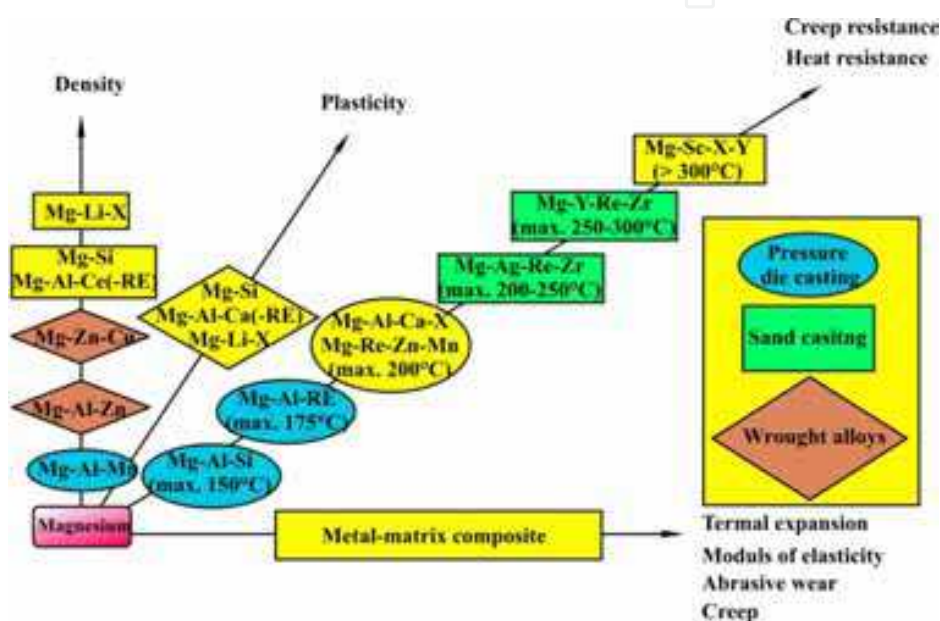 Creep resistance
Heat resistance
Density
Plasticity
Mg-Sc-X-Y
(> 300°C)
Mg-Li-X
Mg-Y-Re-Zr
(max. 250-300°C)
Mg-Si
Mg-Al-Ce(-RE)
Mg-Ag-Re-Zr
(max. 200-250°C)
Mg-Si
Mg-Al-Ca(-RE)
Mg-Li-X
Mg-Zn-Cu
Mg-Al-Ca-X
Mg-Re-Zn-Mn
(max. 200°C)
Mg-Al-Zn
Mg-Al-RE
(max. 175°C)
Mg-Al-Mn
Mg-Al-Si
(max. 150°C)
Magnesium
Metal-matrix composite
Pressure
die casting
Sand casitng
Wrought alloys
Termal expansion
Moduls of elasticity
Abrasive wear
Creep